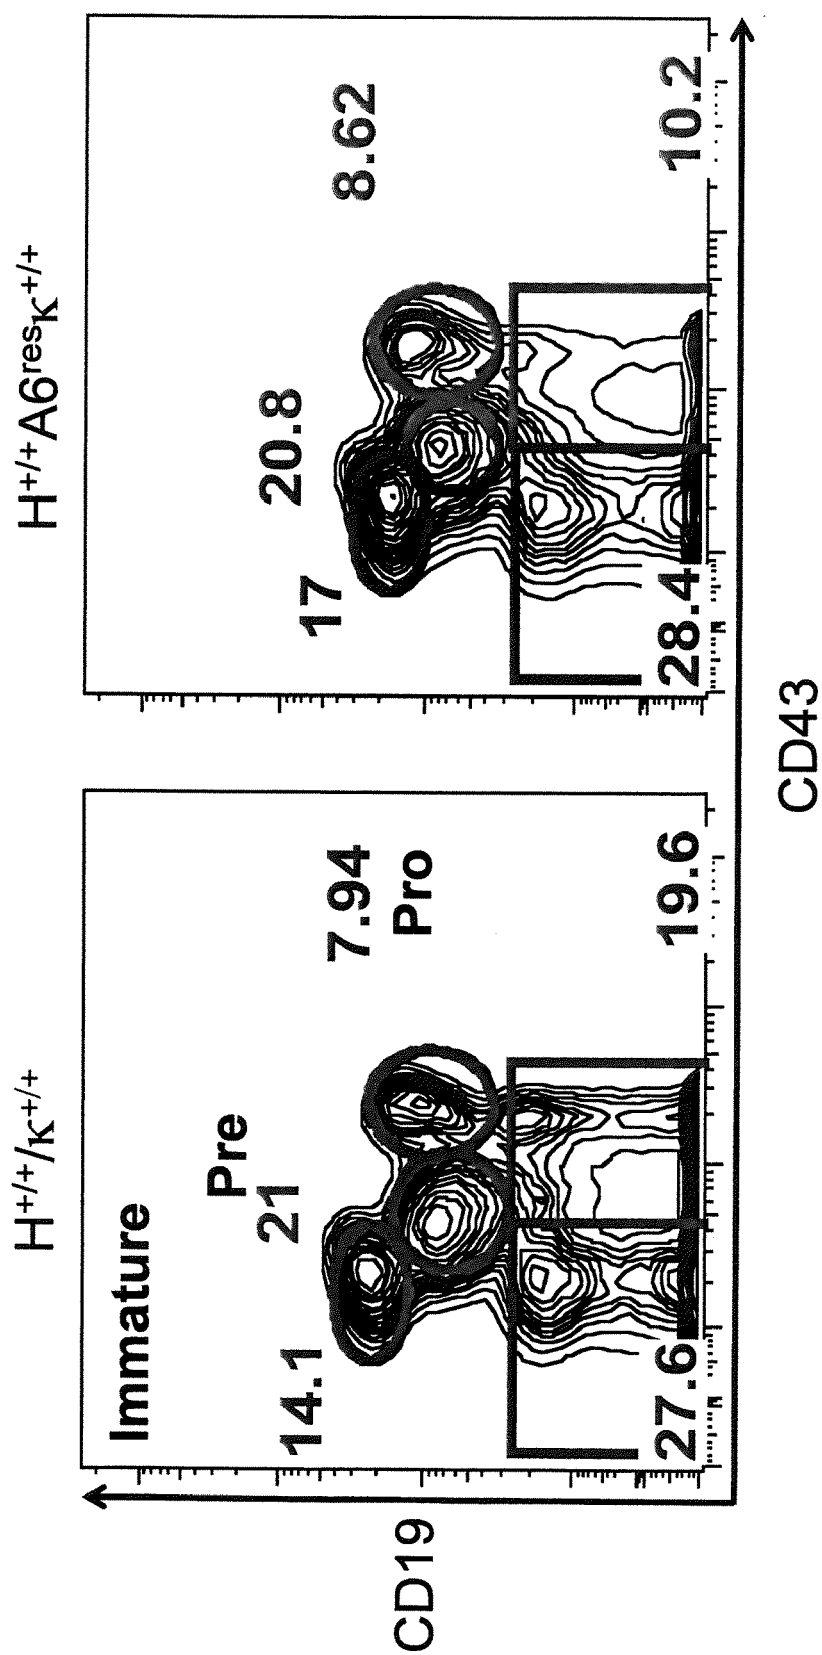 H+/+/κ+/+
H+/+A6resκ+/+
Immature
Pre
14.1
21
7.94
Pro
27.6
19.6
17
20.8
8.62
28.4
10.2
CD19
CD43